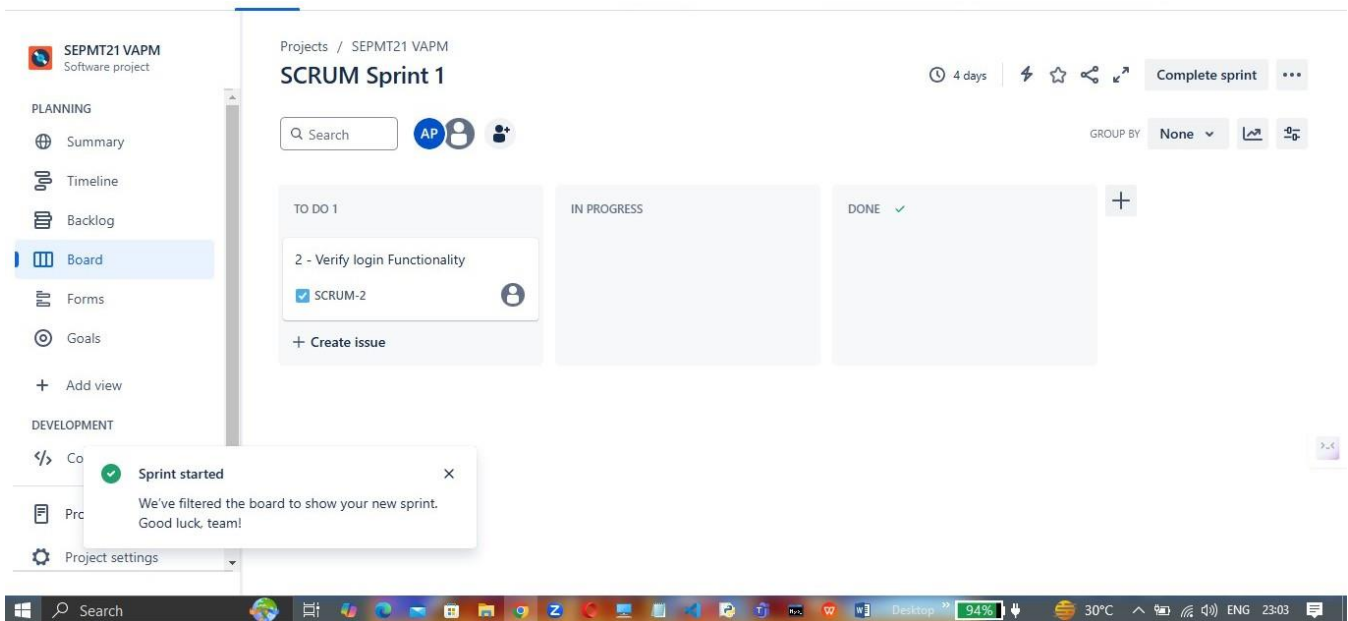 SEPMT21 VAPM
Software project
PLANNING
Summary
Timeline
Backlog
Board
Forms
Goals
+ Add view
DEVELOPMENT
</> Co
Prc
Project settings
Projects / SEPMT21 VAPM
SCRUM Sprint 1
4 days
Complete sprint
Search
AP
GROUP BY None
TO DO 1
2 - Verify login Functionality
SCRUM-2
+ Create issue
IN PROGRESS
DONE
Sprint started
We've filtered the board to show your new sprint.
Good luck, team!
Search
Desktop
94%
30°C
ENG
23:03